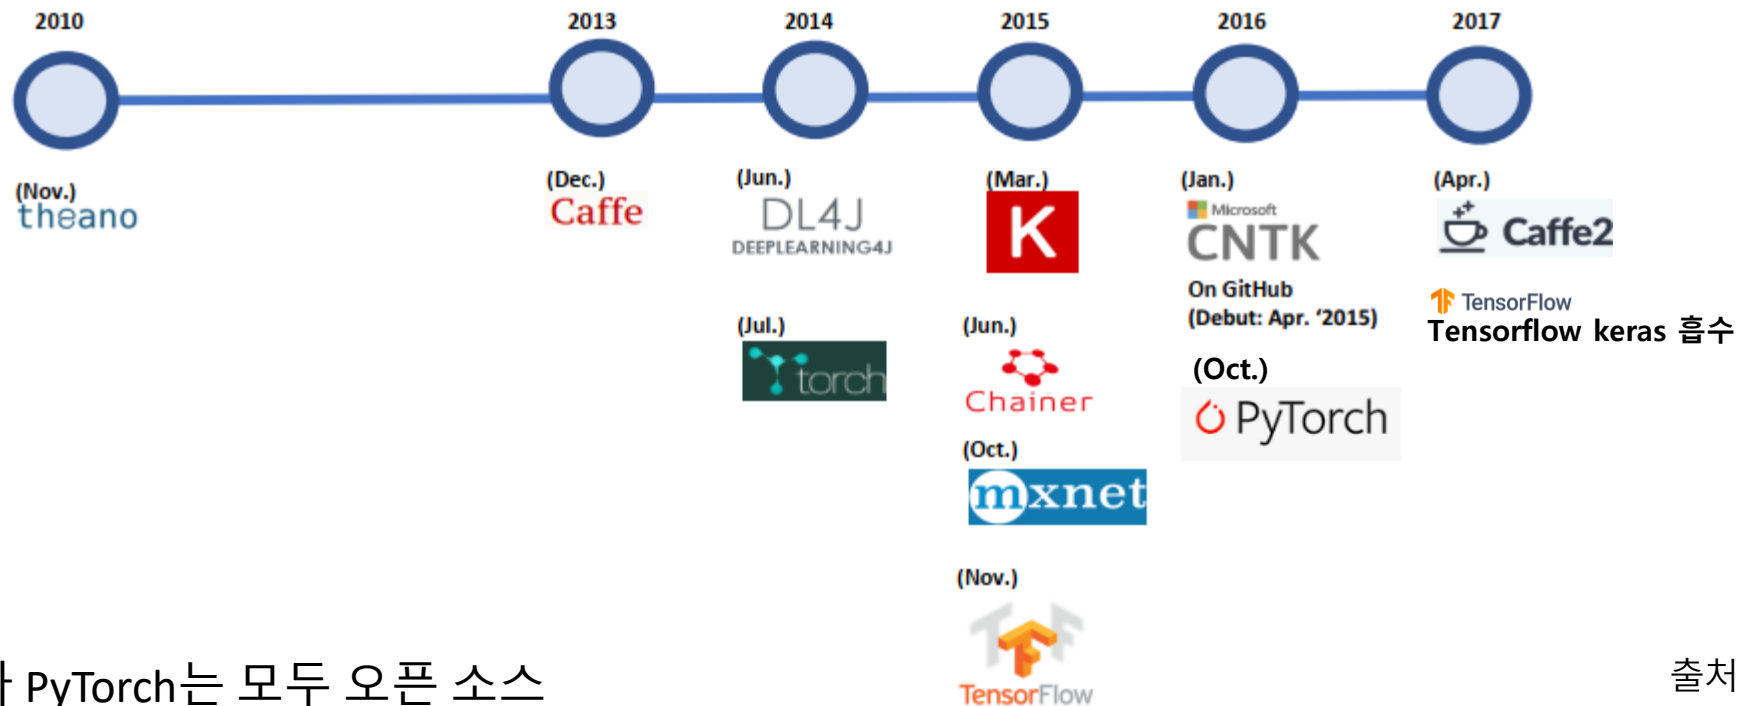 2010
2013
2014
2015
2016
2017
(Nov.)
theano
(Dec.)
Caffe
(Jun.)
DL4J
DEEPLEARNING4J
(Jul.)
torch
(Mar.)
K
(Jun.)
Chainer
(Oct.)
mxnet
(Nov.)
TensorFlow
(Jan.)
Microsoft
CNTK
On GitHub
(Debut: Apr. ‘2015)
(Oct.)
PyTorch
(Apr.)
Caffe2
TensorFlow
Tensorflow keras 흡수
PyTorch는 모두 오픈 소스
출처